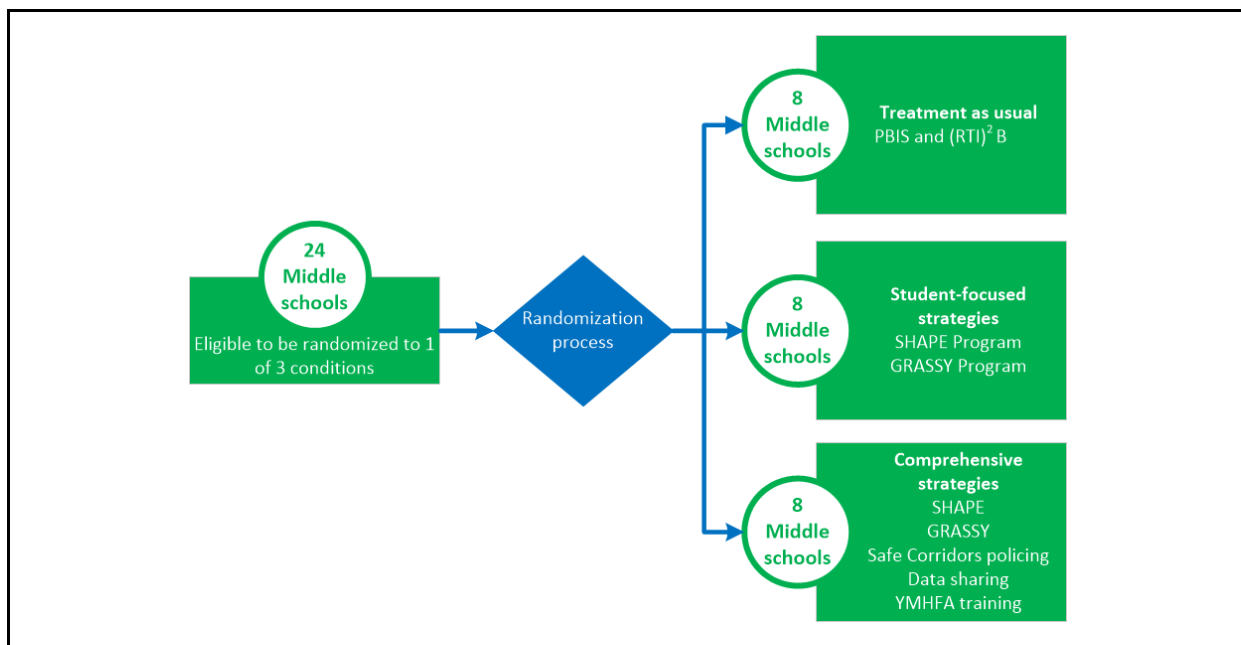 24
Middle
schools
Eligible to be randomized to 1
of 3 conditions
Randomization
process
8
Middle
schools
Treatment as usual
PBIS and (RTI)² B
8
Middle
schools
Student-focused
strategies
SHAPE Program
GRASSY Program
8
Middle
schools
Comprehensive
strategies
SHAPE
GRASSY
Safe Corridors policing
Data sharing
YMHFA training